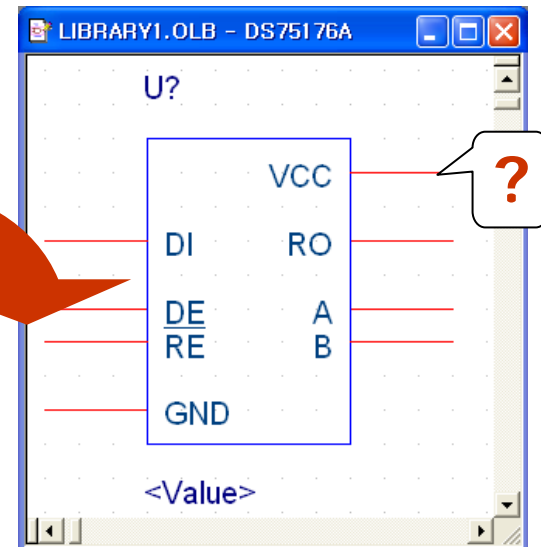 LIBRARY1.OLB - DS75176A
U?
VCC
?
DI RO
DE A
RE B
GND
<Value>